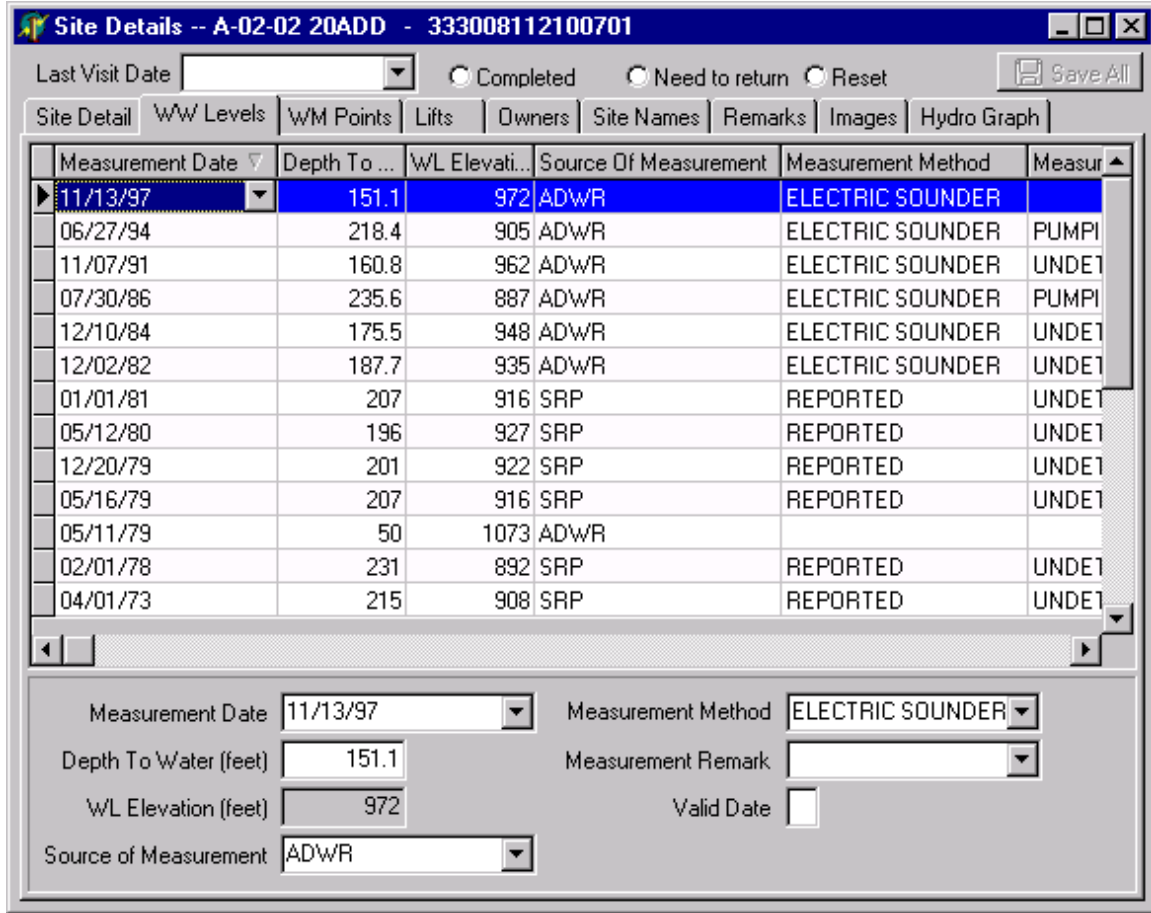 Site Details -- A-02-02 20ADD - 333008112100701
Last Visit Date Completed Need to return Reset Save All
Site Detail WW Levels WM Points Lifts Owners Site Names Remarks Images Hydro Graph
Measurement Date Depth To ... WL Elevati... Source Of Measurement Measurement Method Measur
11/13/97 151.1 972 ADWR ELECTRIC SOUNDER
06/27/94 218.4 905 ADWR ELECTRIC SOUNDER PUMPI
11/07/91 160.8 962 ADWR ELECTRIC SOUNDER UNDET
07/30/86 235.6 887 ADWR ELECTRIC SOUNDER PUMPI
12/10/84 175.5 948 ADWR ELECTRIC SOUNDER UNDET
12/02/82 187.7 935 ADWR ELECTRIC SOUNDER UNDET
01/01/81 207 916 SRP REPORTED UNDET
05/12/80 196 927 SRP REPORTED UNDET
12/20/79 201 922 SRP REPORTED UNDET
05/16/79 207 916 SRP REPORTED UNDET
05/11/79 50 1073 ADWR
02/01/78 231 892 SRP REPORTED UNDET
04/01/73 215 908 SRP REPORTED UNDET
Measurement Date 11/13/97 Measurement Method ELECTRIC SOUNDER
Depth To Water (feet) 151.1 Measurement Remark
WL Elevation (feet) 972 Valid Date
Source of Measurement ADWR